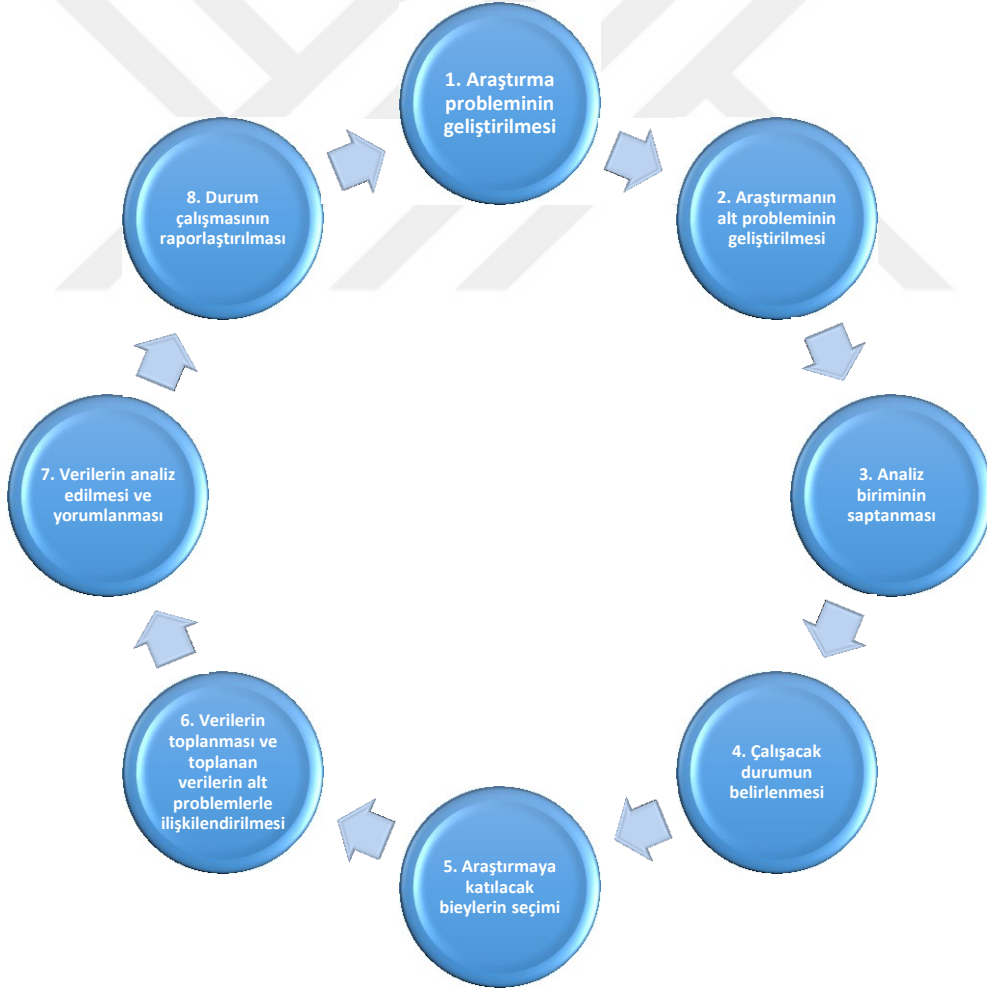 1. Araştırma
probleminin
geliştirilmesi
2. Araştırmanın
alt probleminin
geliştirilmesi
3. Analiz
biriminin
saptanması
4. Çalışacak
durumun
belirlenmesi
5. Araştırmaya
katılacak
bieylerin seçimi
6. Verilerin
toplanması ve
toplanan
verilerin alt
problemlerle
ilişkilendirilmesi
7. Verilerin analiz
edilmesi ve
yorumlanması
8. Durum
çalışmasının
raporlaştırılması